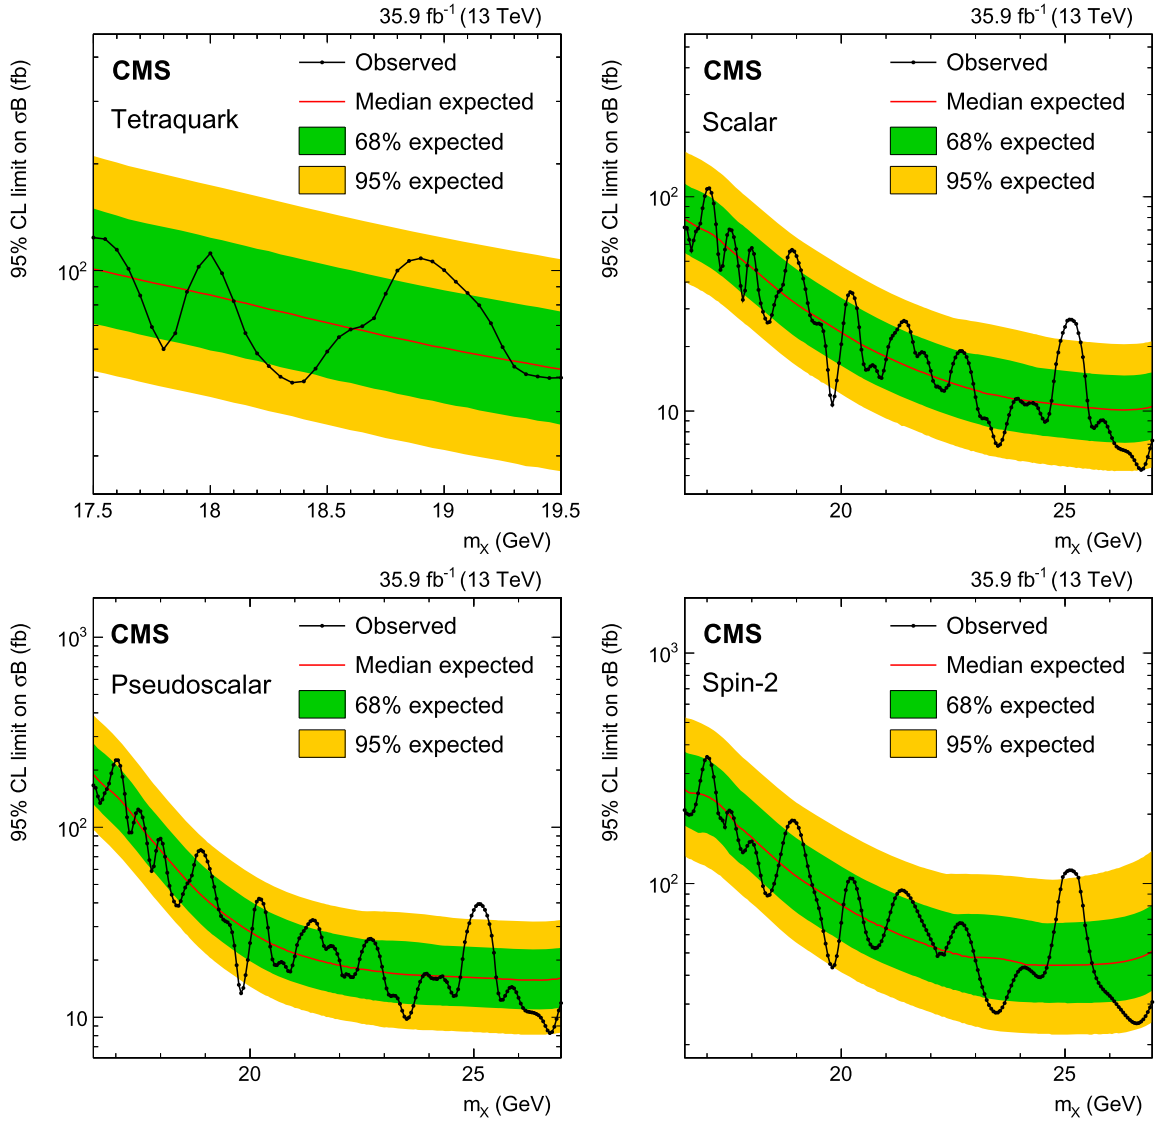 35.9 fb⁻¹ (13 TeV)
95% CL limit on σB (fb)
CMS
Tetraquark
Observed
Median expected
68% expected
95% expected
10²
17.5 18 18.5 19 19.5
m_X (GeV)
35.9 fb⁻¹ (13 TeV)
95% CL limit on σB (fb)
CMS
Scalar
Observed
Median expected
68% expected
95% expected
10²
10
20 25
m_X (GeV)
35.9 fb⁻¹ (13 TeV)
95% CL limit on σB (fb)
CMS
Pseudoscalar
Observed
Median expected
68% expected
95% expected
10³
10²
10
20 25
m_X (GeV)
35.9 fb⁻¹ (13 TeV)
95% CL limit on σB (fb)
CMS
Spin-2
Observed
Median expected
68% expected
95% expected
10³
10²
20 25
m_X (GeV)